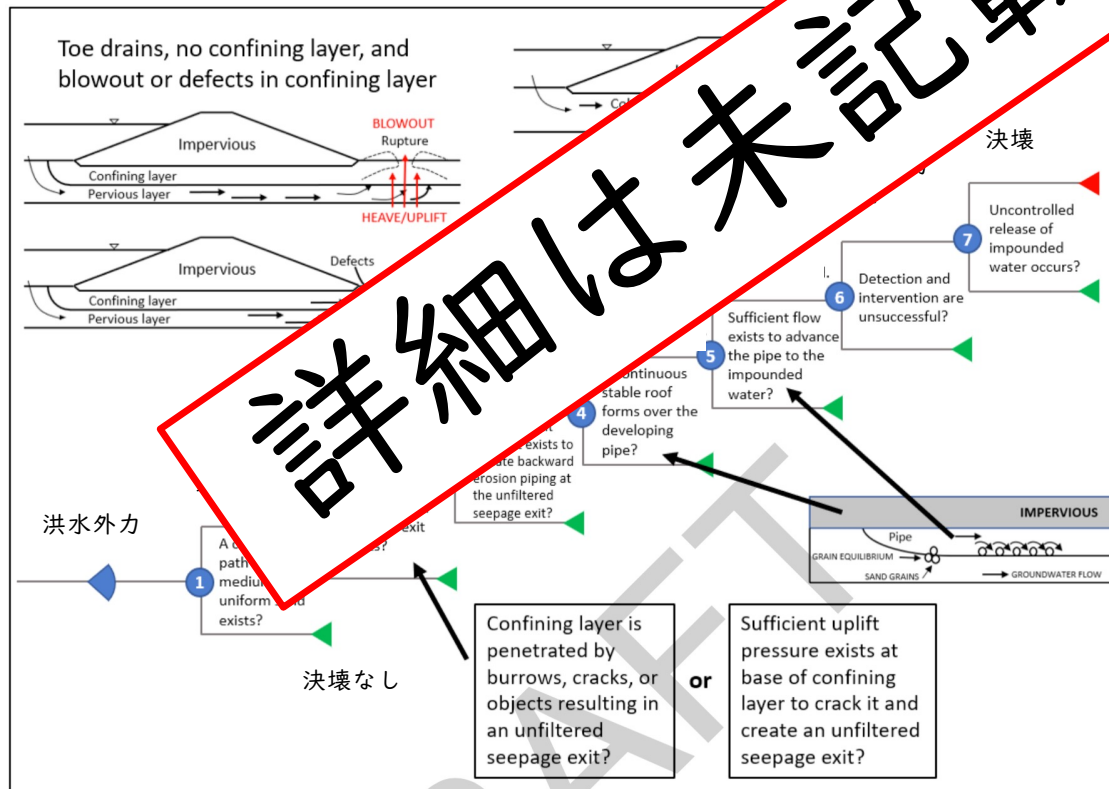 Toe drains, no confining layer, and
blowout or defects in confining layer
BLOWOUT
Rupture
Impervious
Confining layer
Pervious layer
HEAVE/UPLIFT
Defects
Impervious
Confining layer
Pervious layer
詳細は未記
決壊
7
Uncontrolled
release of
impounded
water occurs?
6
Detection and
intervention are
unsuccessful?
5
Sufficient flow
exists to advance
the pipe to the
impounded
water?
4
stable roof
forms over the
developing
pipe?
exists to
backward
erosion piping at
the unfiltered
seepage exit?
exit
洪水外力
1
A
path
uniform
exists?
決壊なし
IMPERVIOUS
Pipe
GRAIN EQUILIBRIUM
SAND GRAINS
GROUNDWATER FLOW
Confining layer is
penetrated by
burrows, cracks, or
objects resulting in
an unfiltered
seepage exit?
or
Sufficient uplift
pressure exists at
base of confining
layer to crack it and
create an unfiltered
seepage exit?